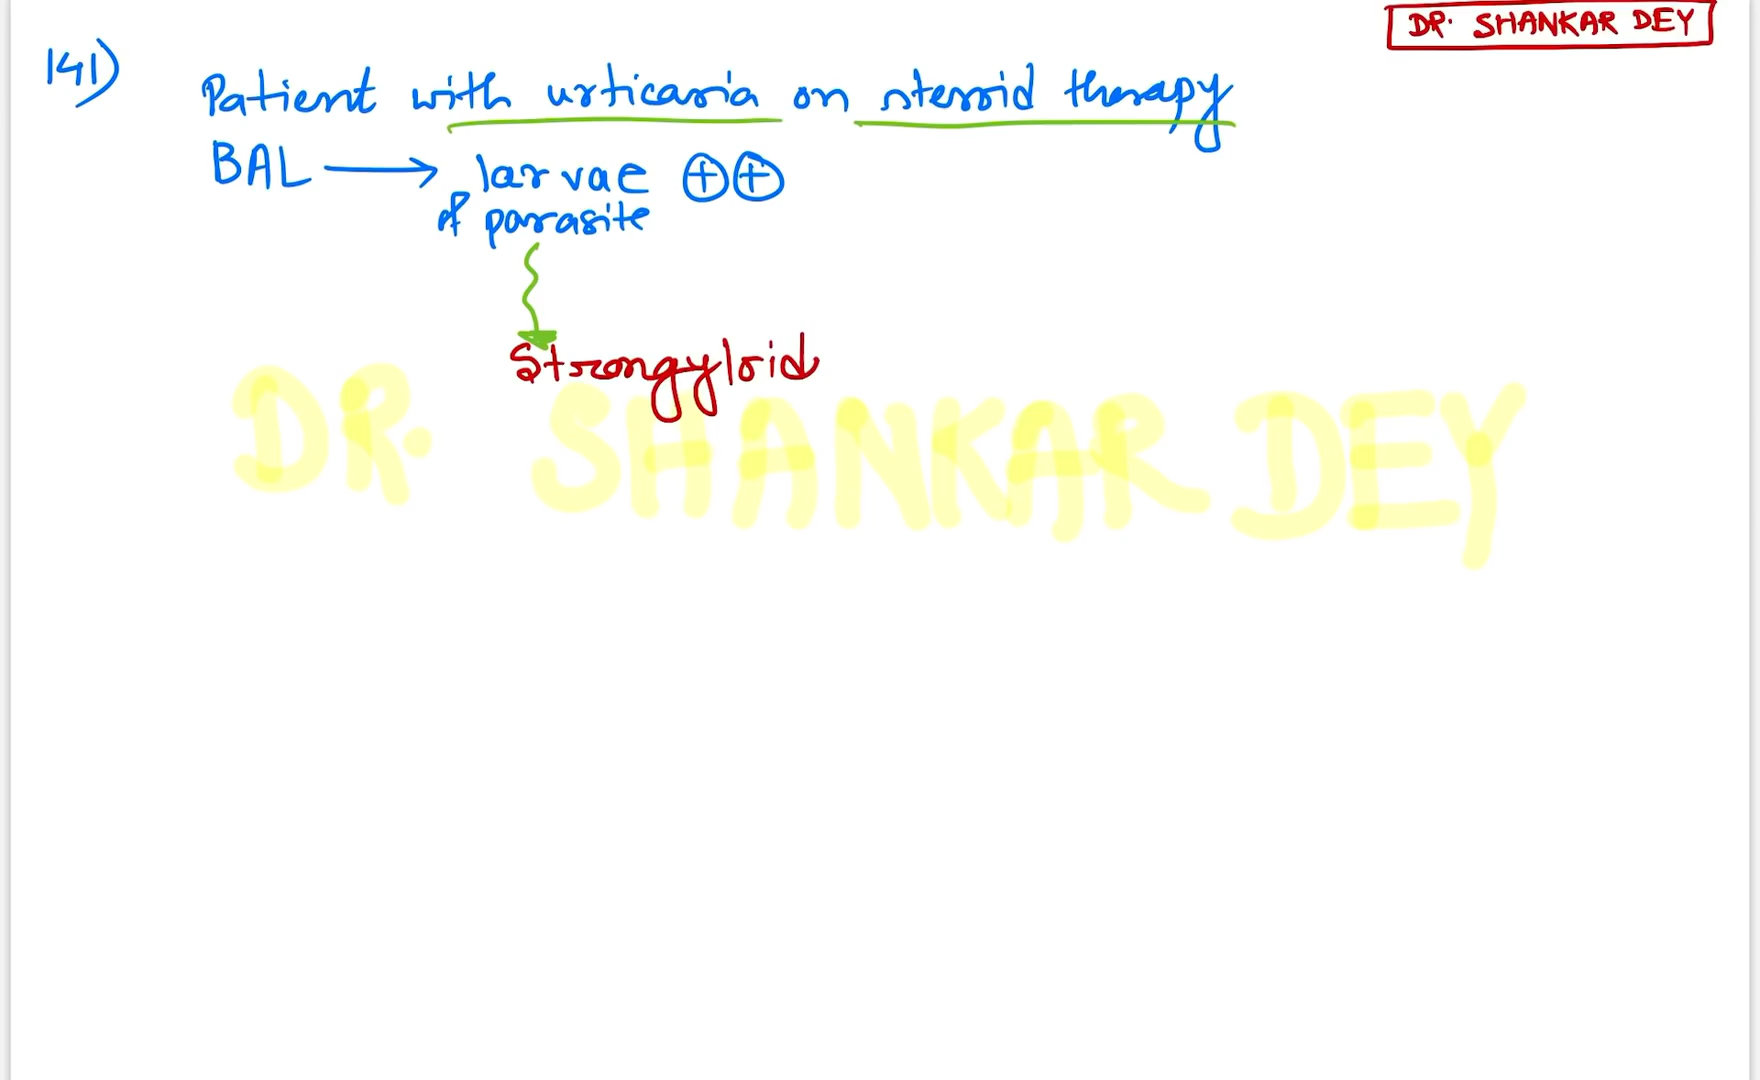 DR. SHANKAR DEY
141)
Patient with urticaria on steroid therapy
BAL → larvae ⊕⊕
of parasite
Strongyloid
DR. SHANKAR DEY